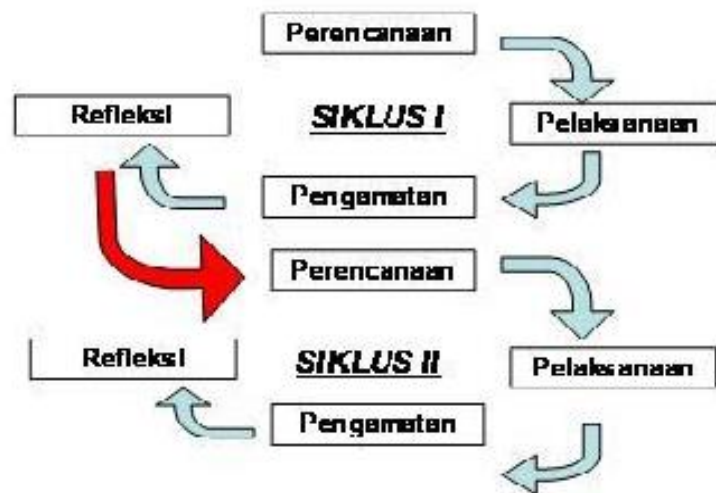 Perencanaan
Refleksi
SIKLUS I
Pelaksanaan
Pengamatan
Perencanaan
Refleksi
SIKLUS II
Pelaksanaan
Pengamatan